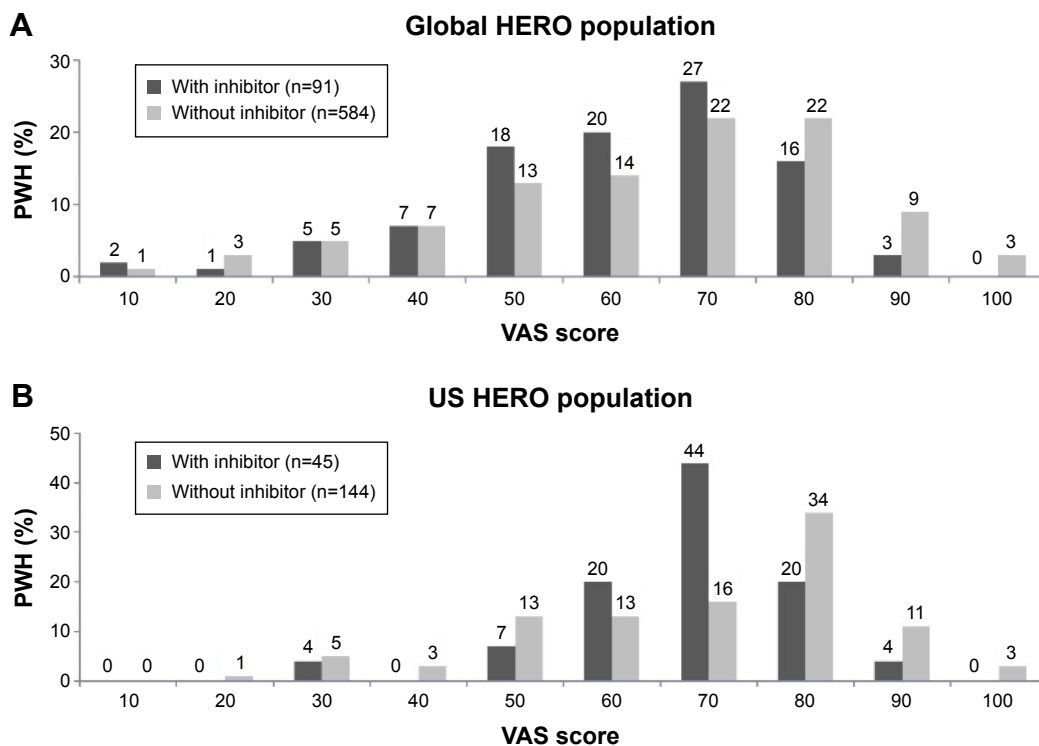 A
Global HERO population
30
20
10
0
PWH (%)
With inhibitor (n=91)
Without inhibitor (n=584)
2 1 1 3 5 5 7 7 18 13 20 14 27 22 16 22 3 9 0 3
10 20 30 40 50 60 70 80 90 100
VAS score
B
US HERO population
50
40
30
20
10
0
PWH (%)
With inhibitor (n=45)
Without inhibitor (n=144)
0 0 0 1 4 5 0 3 7 13 20 13 44 16 20 34 4 11 0 3
10 20 30 40 50 60 70 80 90 100
VAS score